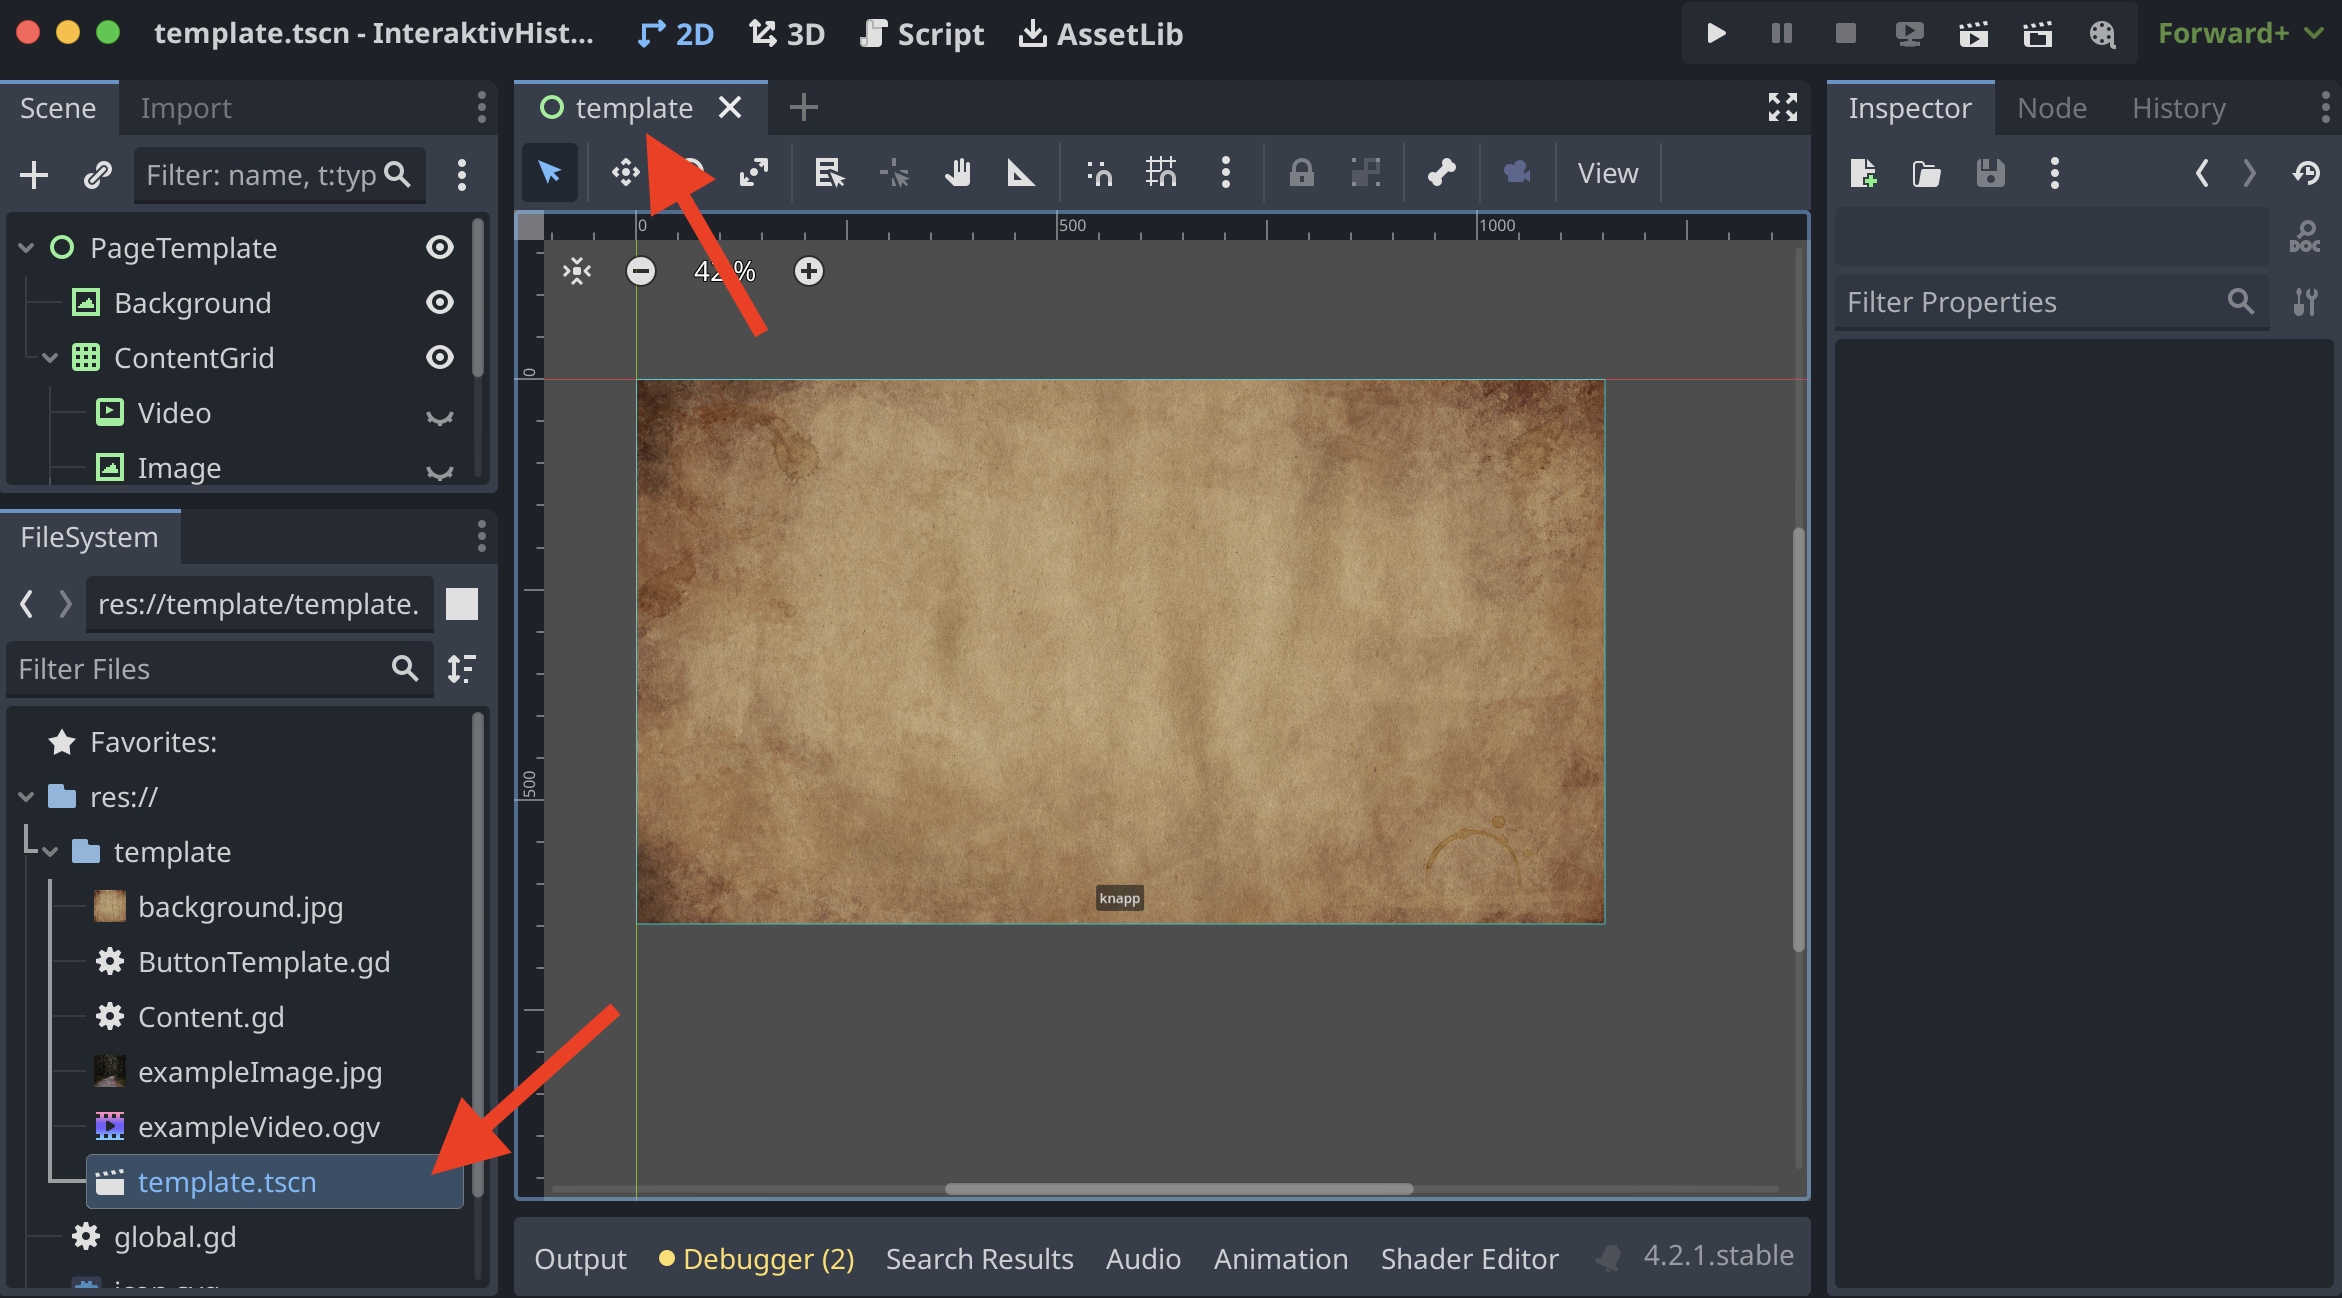 template.tscn - InteraktivHist...
2D
3D
Script
AssetLib
Forward+
Scene
Import
template
Inspector
Node
History
Filter: name, t:typ
View
PageTemplate
Background
ContentGrid
Video
Image
0
500
1000
%
0
500
knapp
Filter Properties
DOC
FileSystem
res://template/template.
Filter Files
Favorites:
res://
template
background.jpg
ButtonTemplate.gd
Content.gd
exampleImage.jpg
exampleVideo.ogv
template.tscn
global.gd
Output
Debugger (2)
Search Results
Audio
Animation
Shader Editor
4.2.1.stable